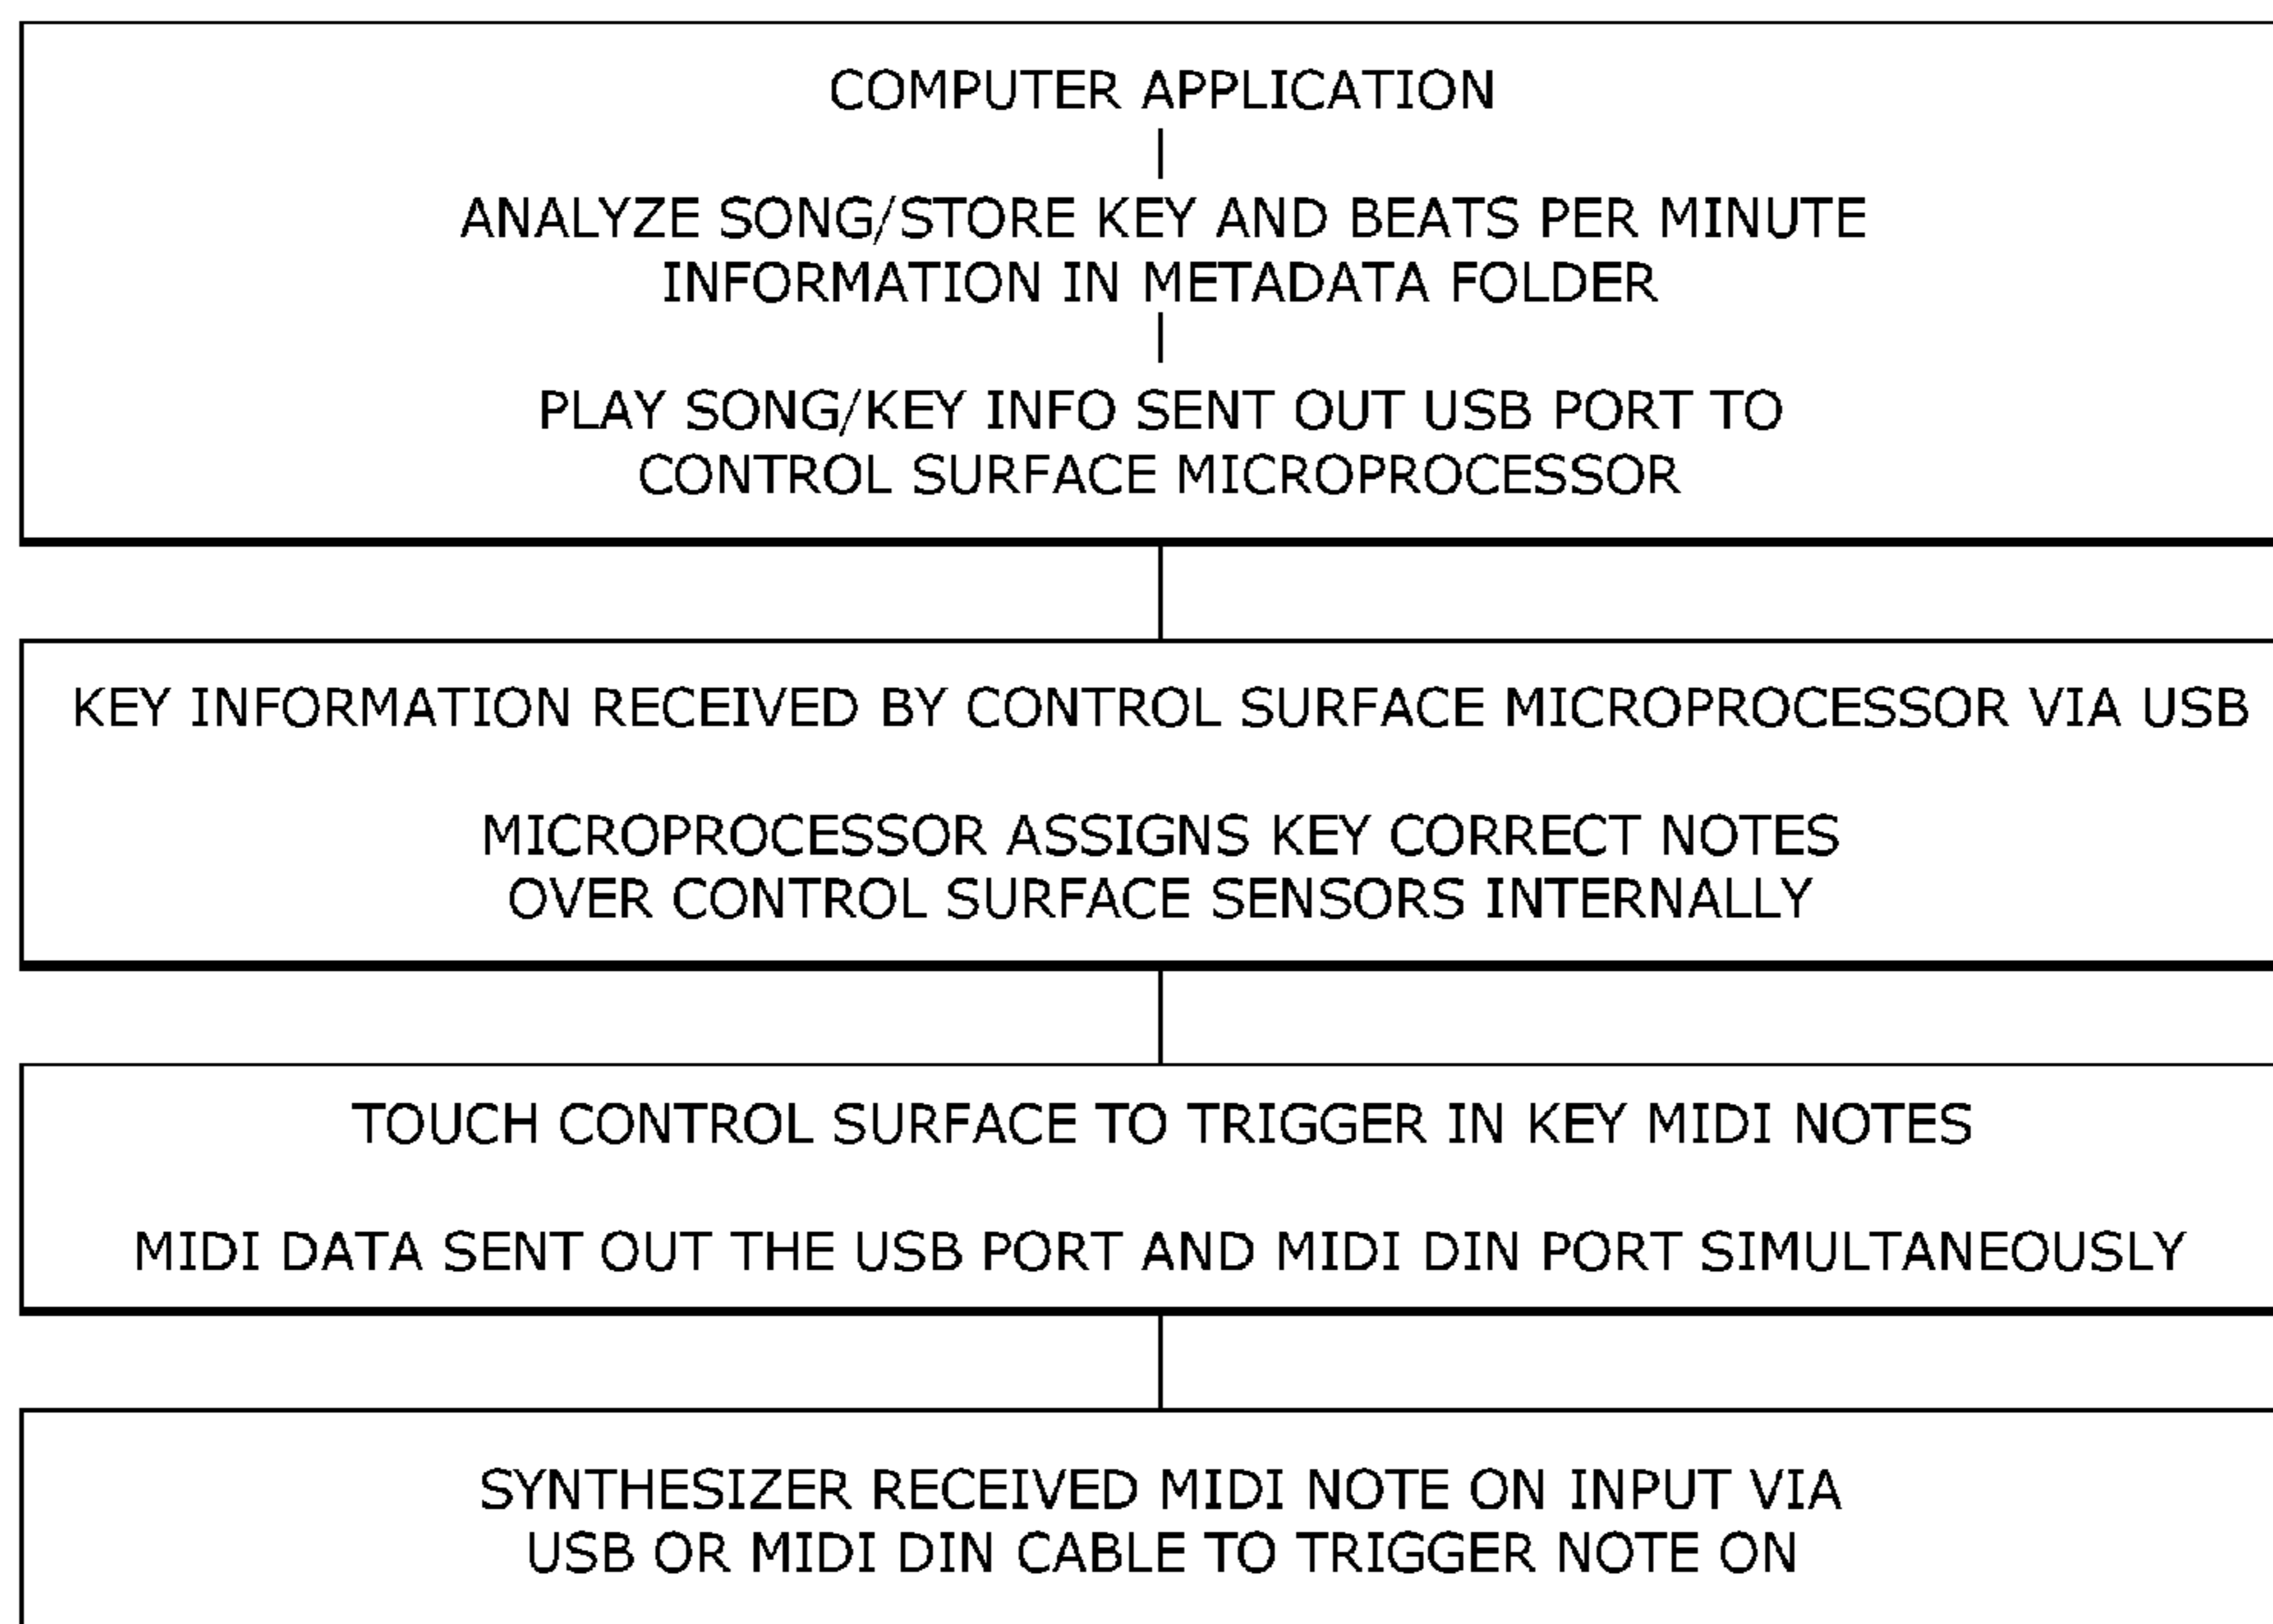 COMPUTER APPLICATION
ANALYZE SONG/STORE KEY AND BEATS PER MINUTE
INFORMATION IN METADATA FOLDER
PLAY SONG/KEY INFO SENT OUT USB PORT TO
CONTROL SURFACE MICROPROCESSOR
KEY INFORMATION RECEIVED BY CONTROL SURFACE MICROPROCESSOR VIA USB
MICROPROCESSOR ASSIGNS KEY CORRECT NOTES
OVER CONTROL SURFACE SENSORS INTERNALLY
TOUCH CONTROL SURFACE TO TRIGGER IN KEY MIDI NOTES
MIDI DATA SENT OUT THE USB PORT AND MIDI DIN PORT SIMULTANEOUSLY
SYNTHESIZER RECEIVED MIDI NOTE ON INPUT VIA
USB OR MIDI DIN CABLE TO TRIGGER NOTE ON